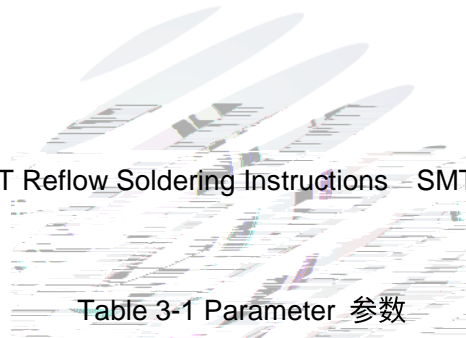 T Reflow Soldering Instructions SMT
Table 3-1 Parameter 参数